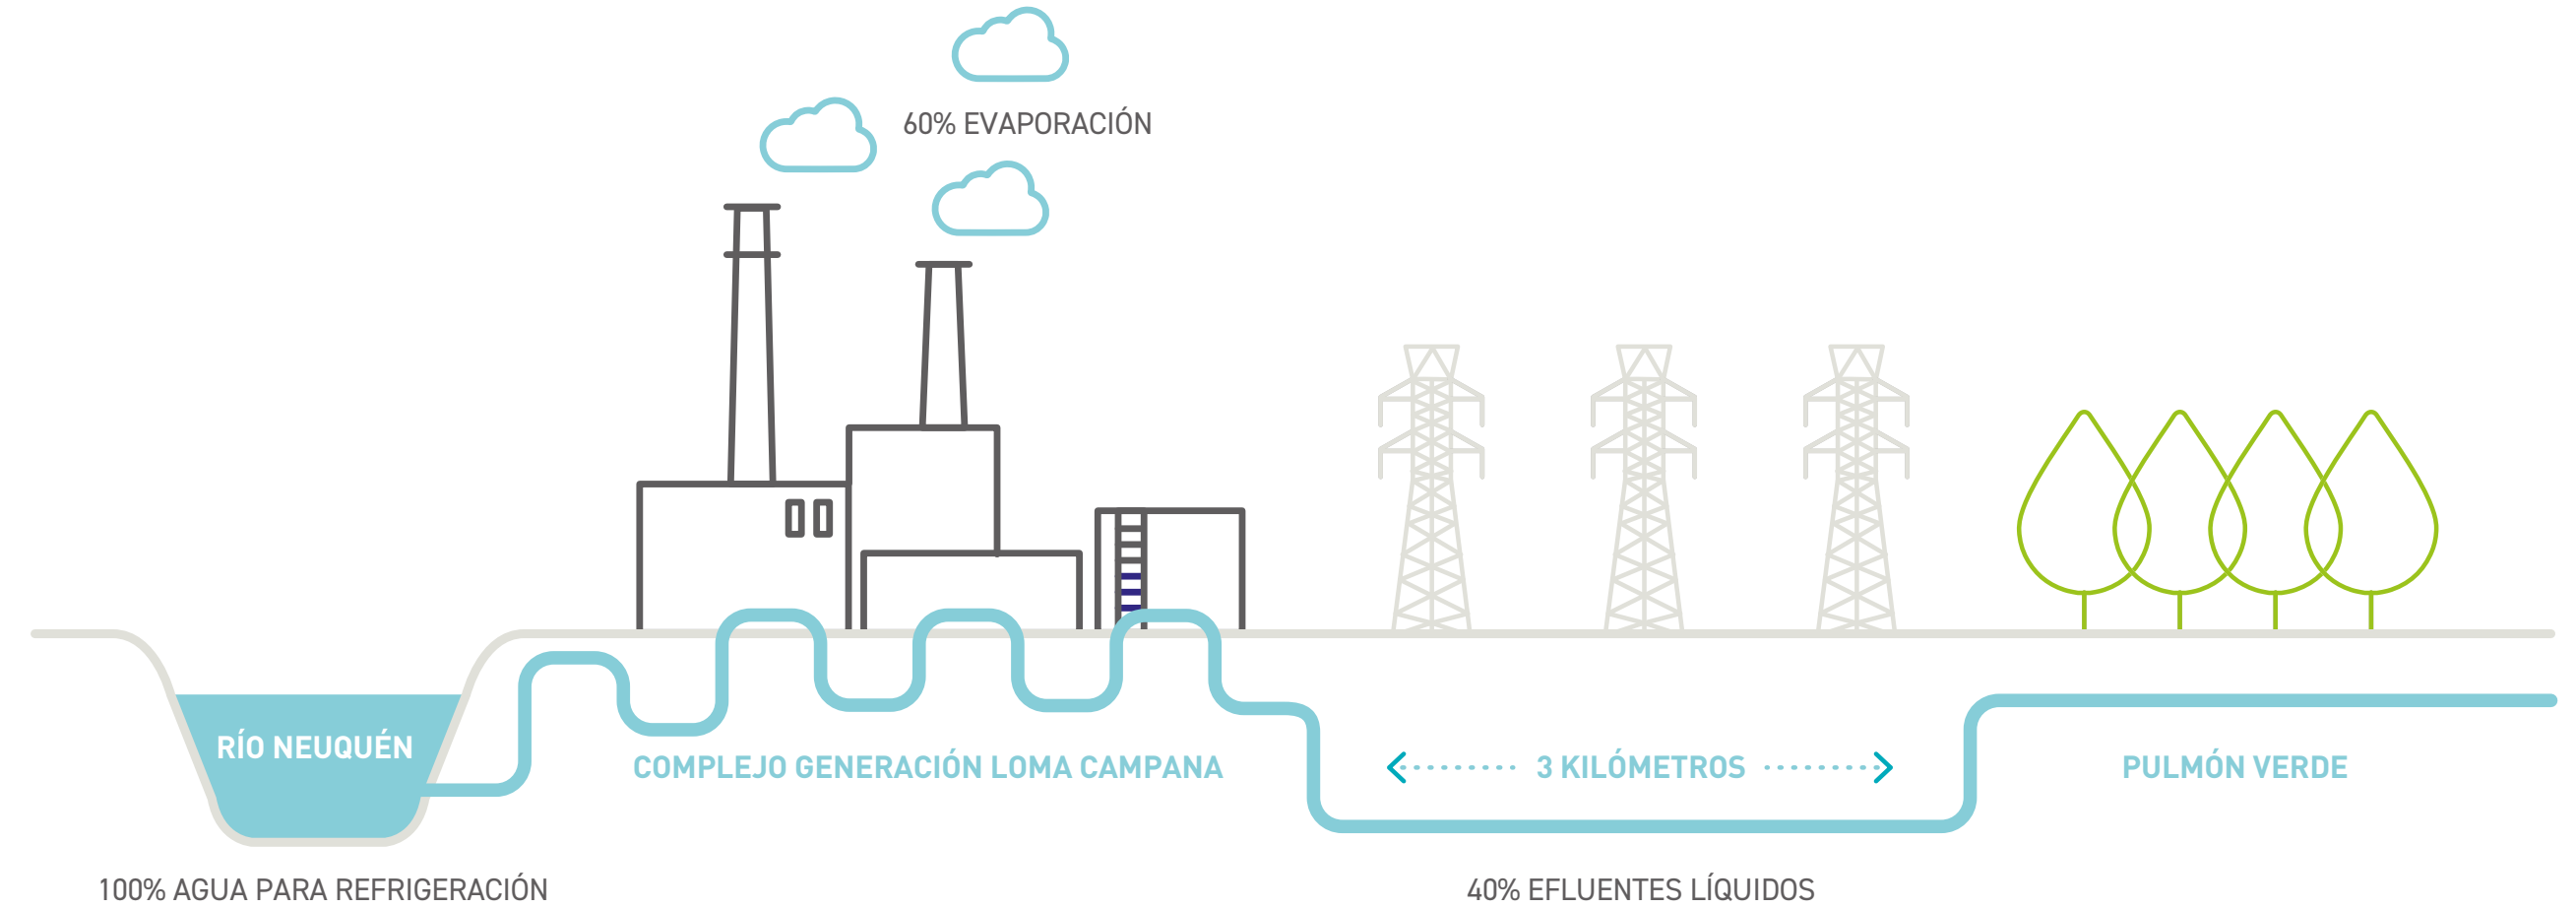 60% EVAPORACIÓN
RÍO NEUQUÉN
COMPLEJO GENERACIÓN LOMA CAMPANA
3 KILÓMETROS
PULMÓN VERDE
100% AGUA PARA REFRIGERACIÓN
40% EFLUENTES LÍQUIDOS